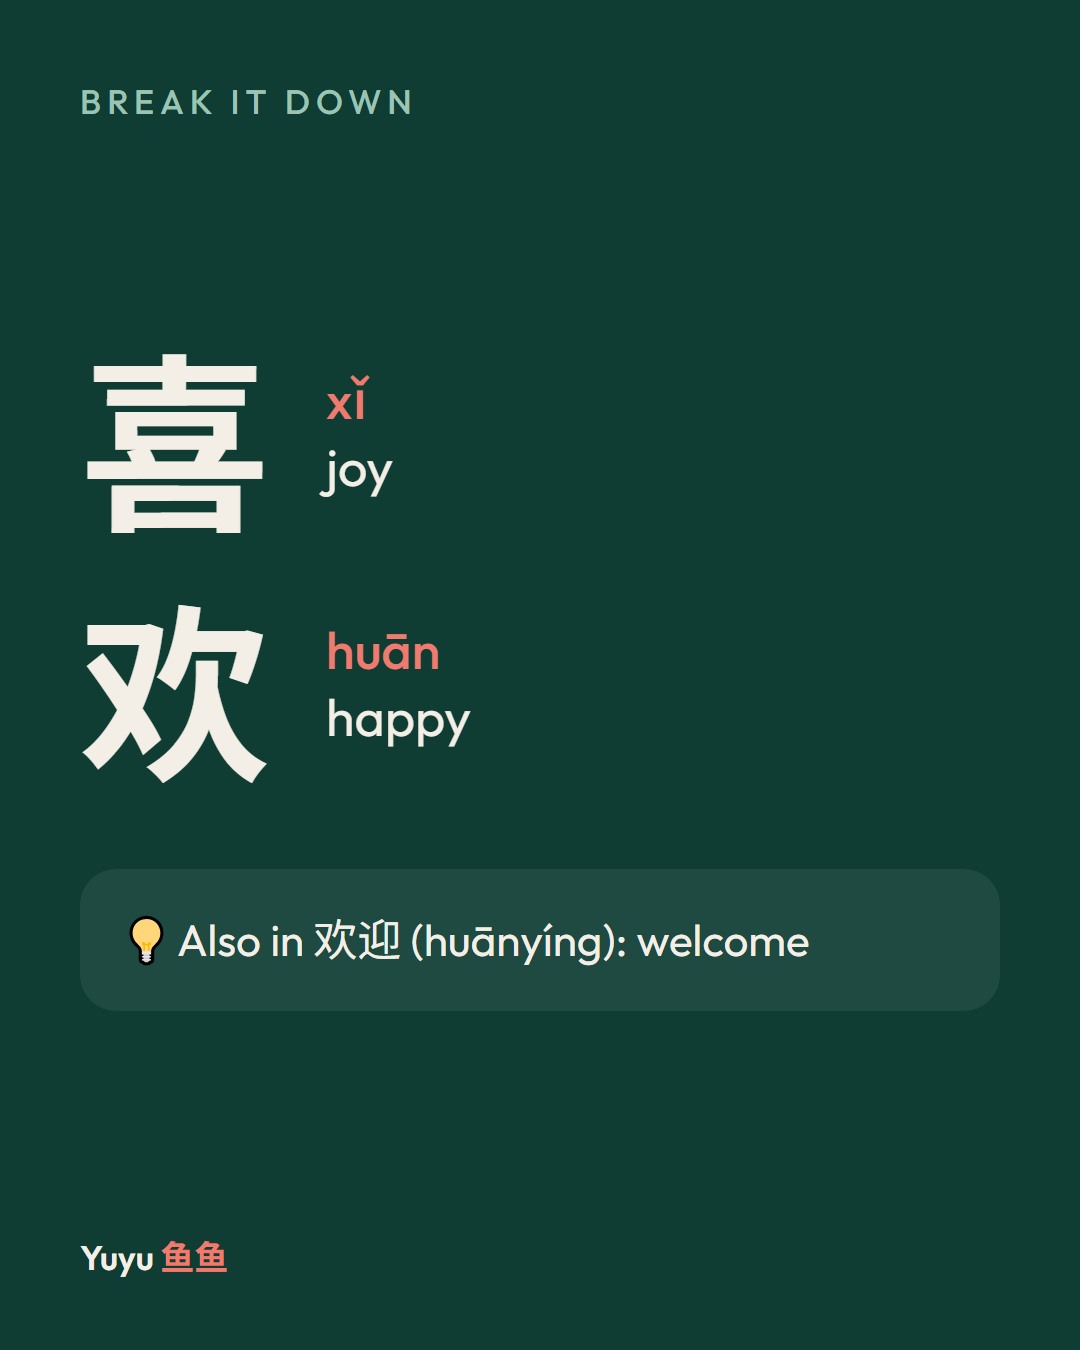 BREAK IT DOWN
喜
xǐ
joy
欢
huān
happy
💡 Also in 欢迎 (huānyíng): welcome
Yuyu 鱼鱼